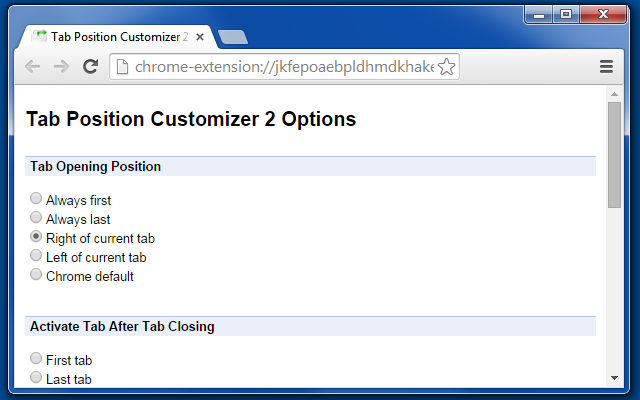 Tab Position Customizer 2
chrome-extension://jkfepoaebpldhmdkhake
Tab Position Customizer 2 Options
Tab Opening Position
Always first
Always last
Right of current tab
Left of current tab
Chrome default
Activate Tab After Tab Closing
First tab
Last tab